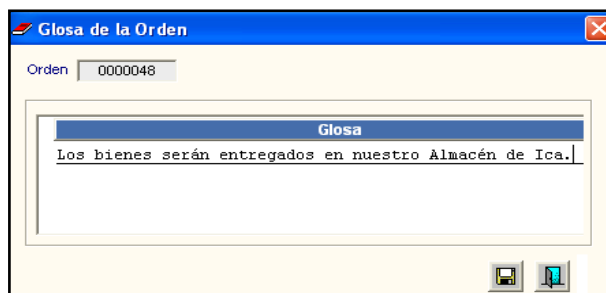 Glosa de la Orden
Orden 0000048
Glosa
Los bienes serán entregados en nuestro Almacén de Ica.